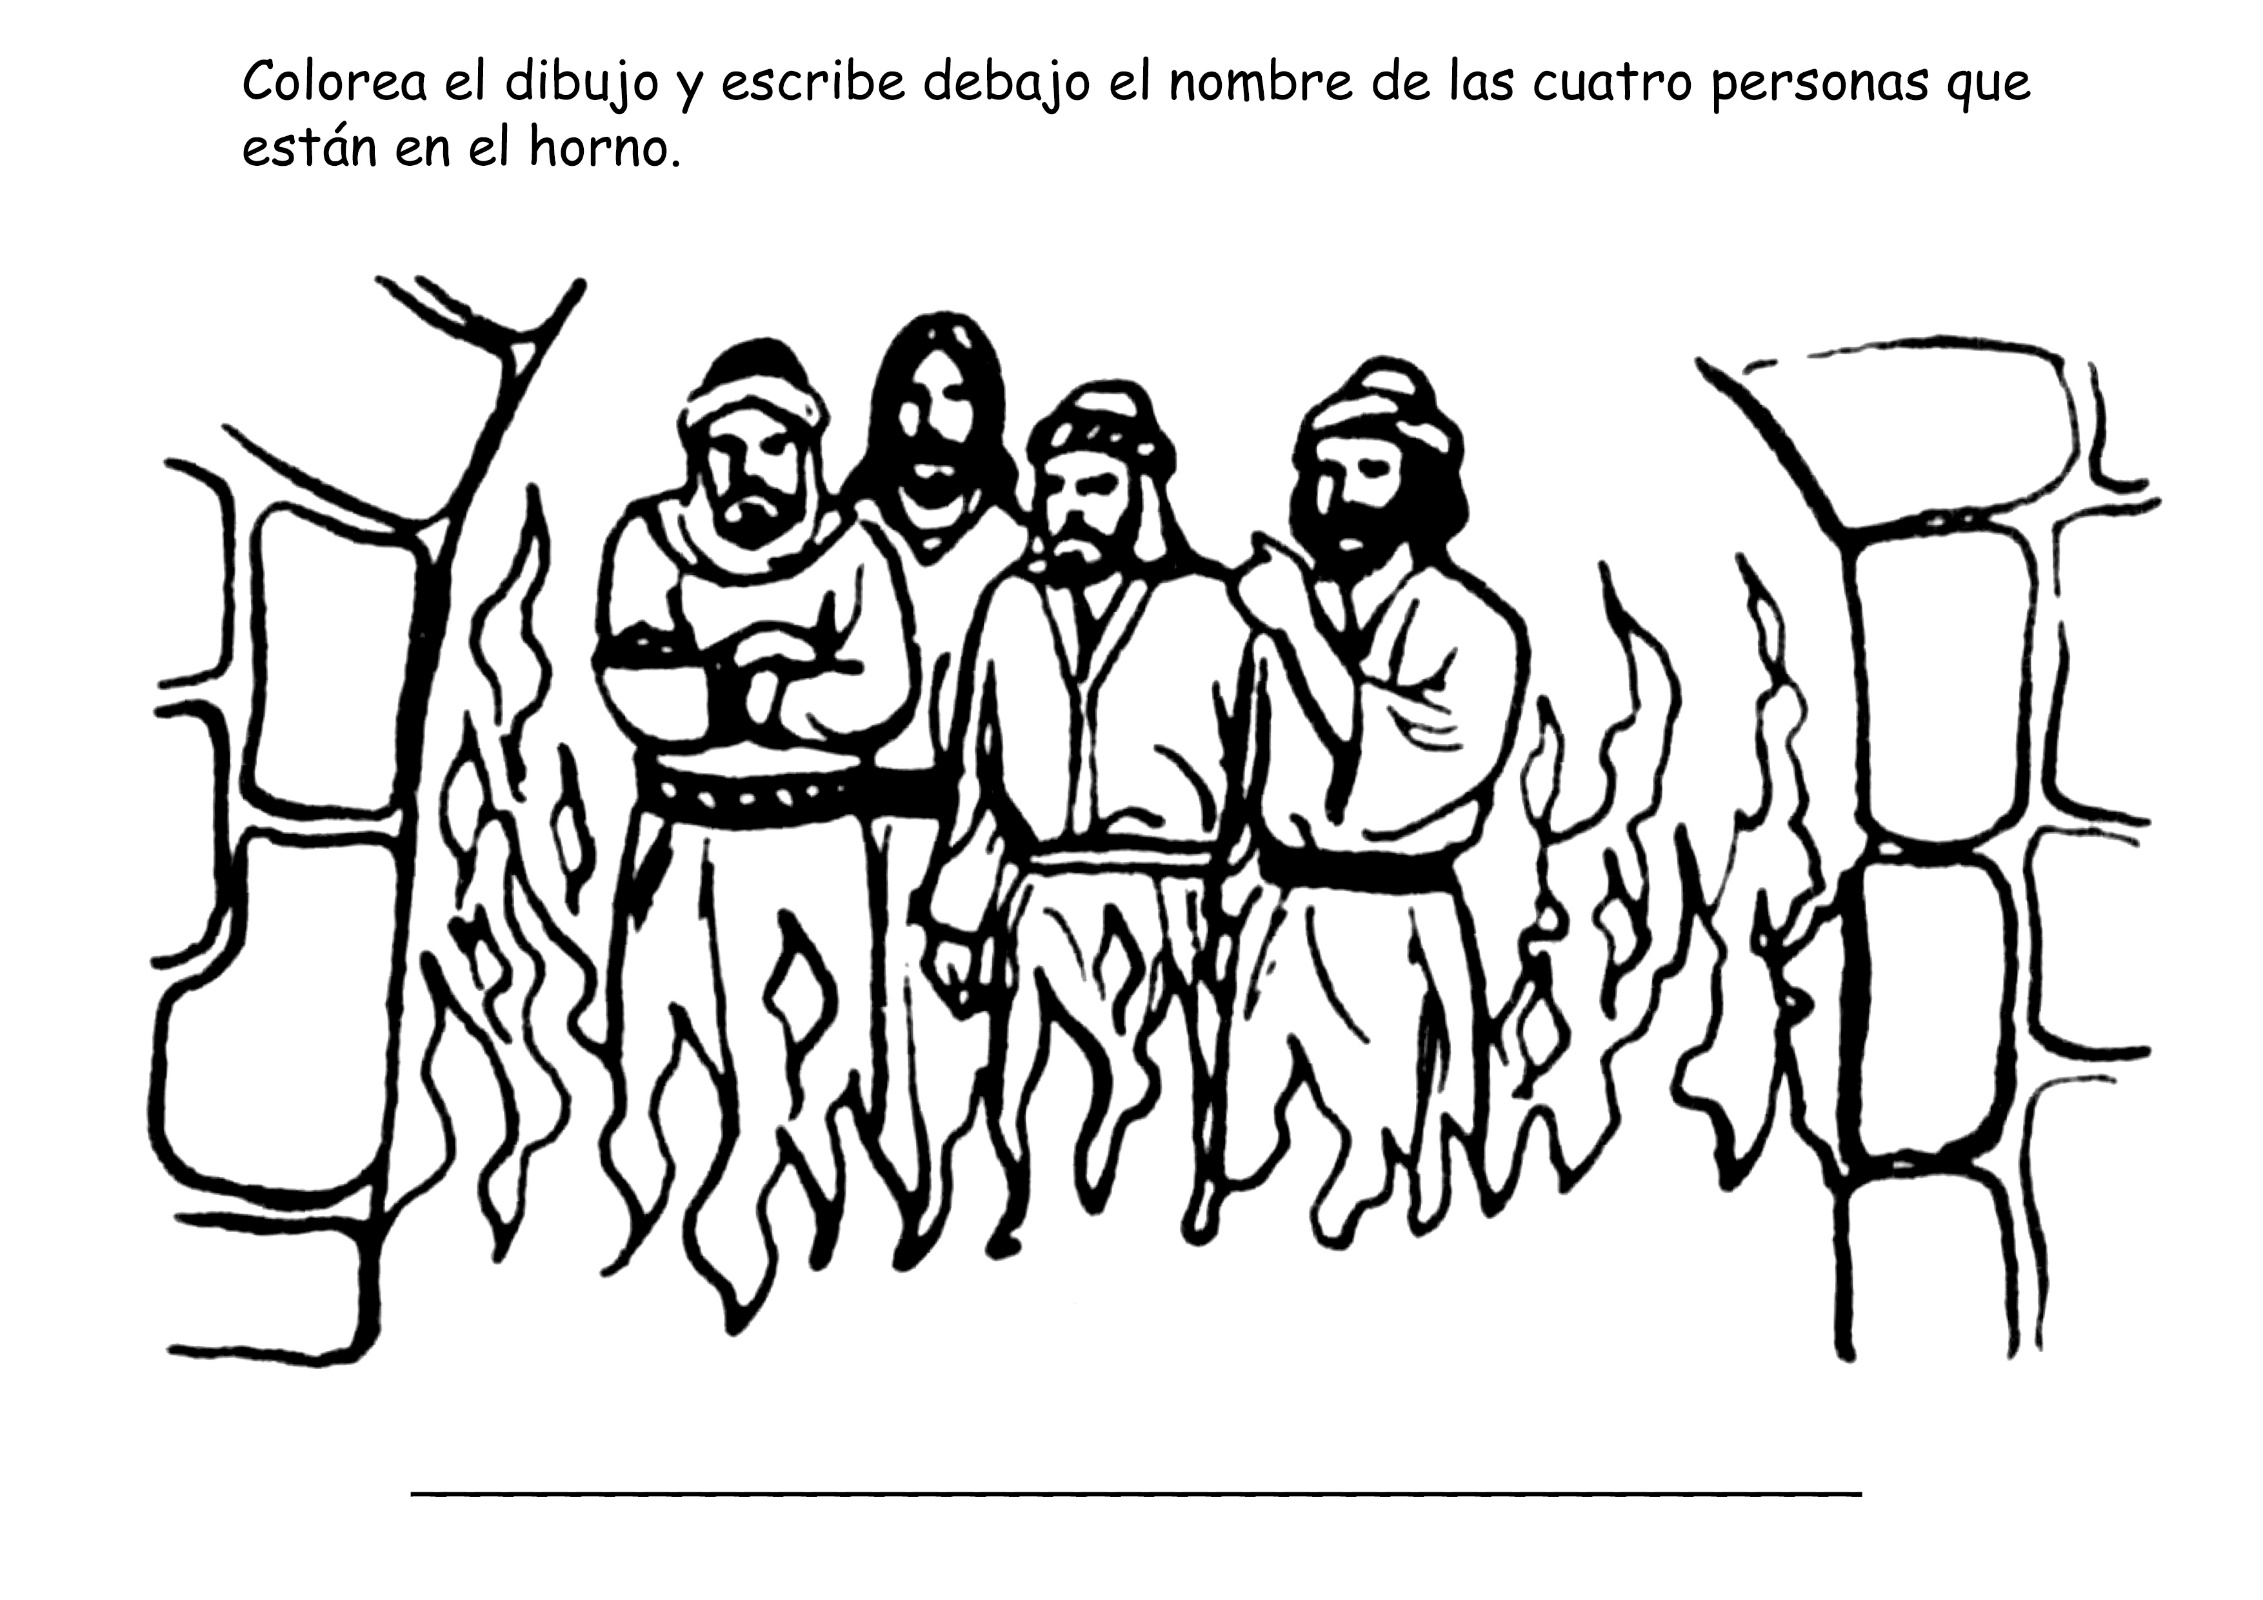 Colorea el dibujo y escribe debajo el nombre de las cuatro personas que
están en el horno.